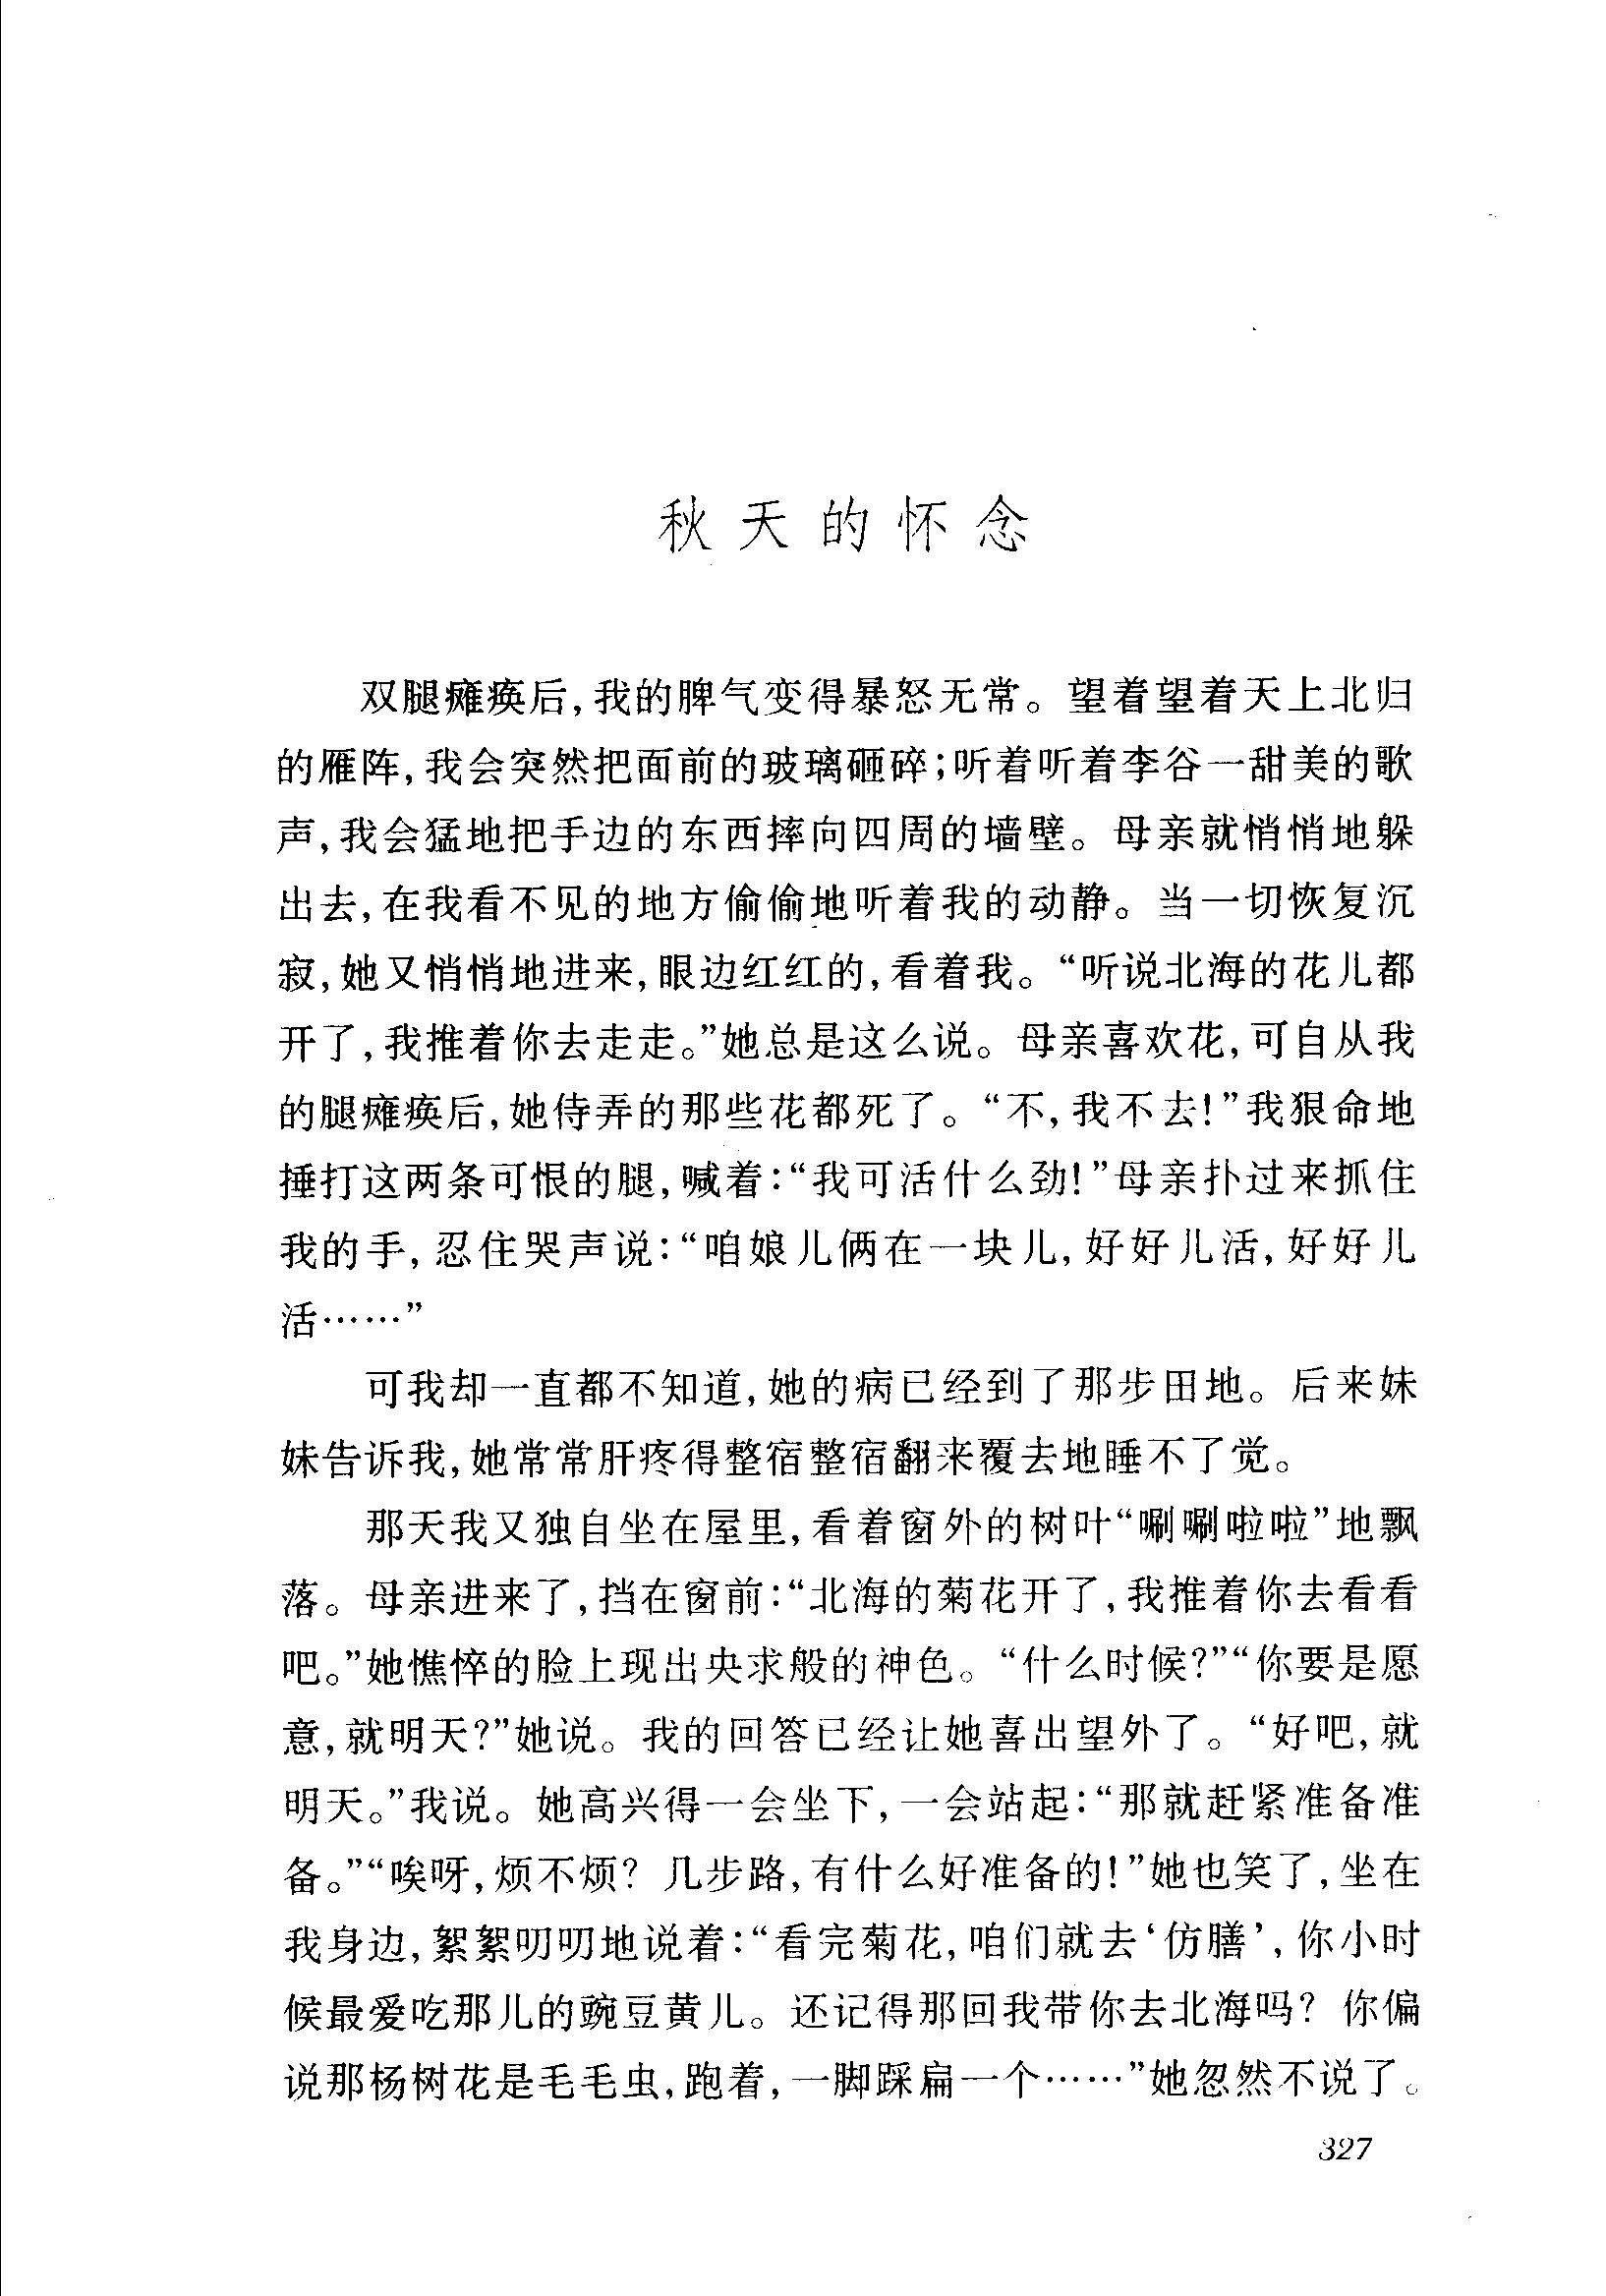 秋天的怀念
双腿瘫痪后,我的脾气变得暴怒无常。望着望着天上北归
的雁阵,我会突然把面前的玻璃砸碎;听着听着李谷一甜美的歌
声,我会猛地把手边的东西摔向四周的墙壁。母亲就悄悄地躲
出去,在我看不见的地方偷偷地听着我的动静。当一切恢复沉
寂,她又悄悄地进来,眼边红红的,看着我。“听说北海的花儿都
开了,我推着你去走走。”她总是这么说。母亲喜欢花,可自从我
的腿瘫痪后,她侍弄的那些花都死了。“不,我不去!”我狠命地
捶打这两条可恨的腿,喊着:“我可活什么劲!”母亲扑过来抓住
我的手,忍住哭声说:“咱娘儿俩在一块儿,好好儿活,好好儿
活……”
可我却一直都不知道,她的病已经到了那步田地。后来妹
妹告诉我,她常常肝疼得整宿整宿翻来覆去地睡不了觉。
那天我又独自坐在屋里,看着窗外的树叶“唰唰啦啦”地飘
落。母亲进来了,挡在窗前:“北海的菊花开了,我推着你去看看
吧。”她憔悴的脸上现出央求般的神色。“什么时候?”“你要是愿
意,就明天?”她说。我的回答已经让她喜出望外了。“好吧,就
明天。”我说。她高兴得一会坐下,一会站起:“那就赶紧准备准
备。”“唉呀,烦不烦?几步路,有什么好准备的!”她也笑了,坐在
我身边,絮絮叨叨地说着:“看完菊花,咱们就去‘仿膳’,你小时
候最爱吃那儿的豌豆黄儿。还记得那回我带你去北海吗?你偏
说那杨树花是毛毛虫,跑着,一脚踩扁一个……”她忽然不说了。
327